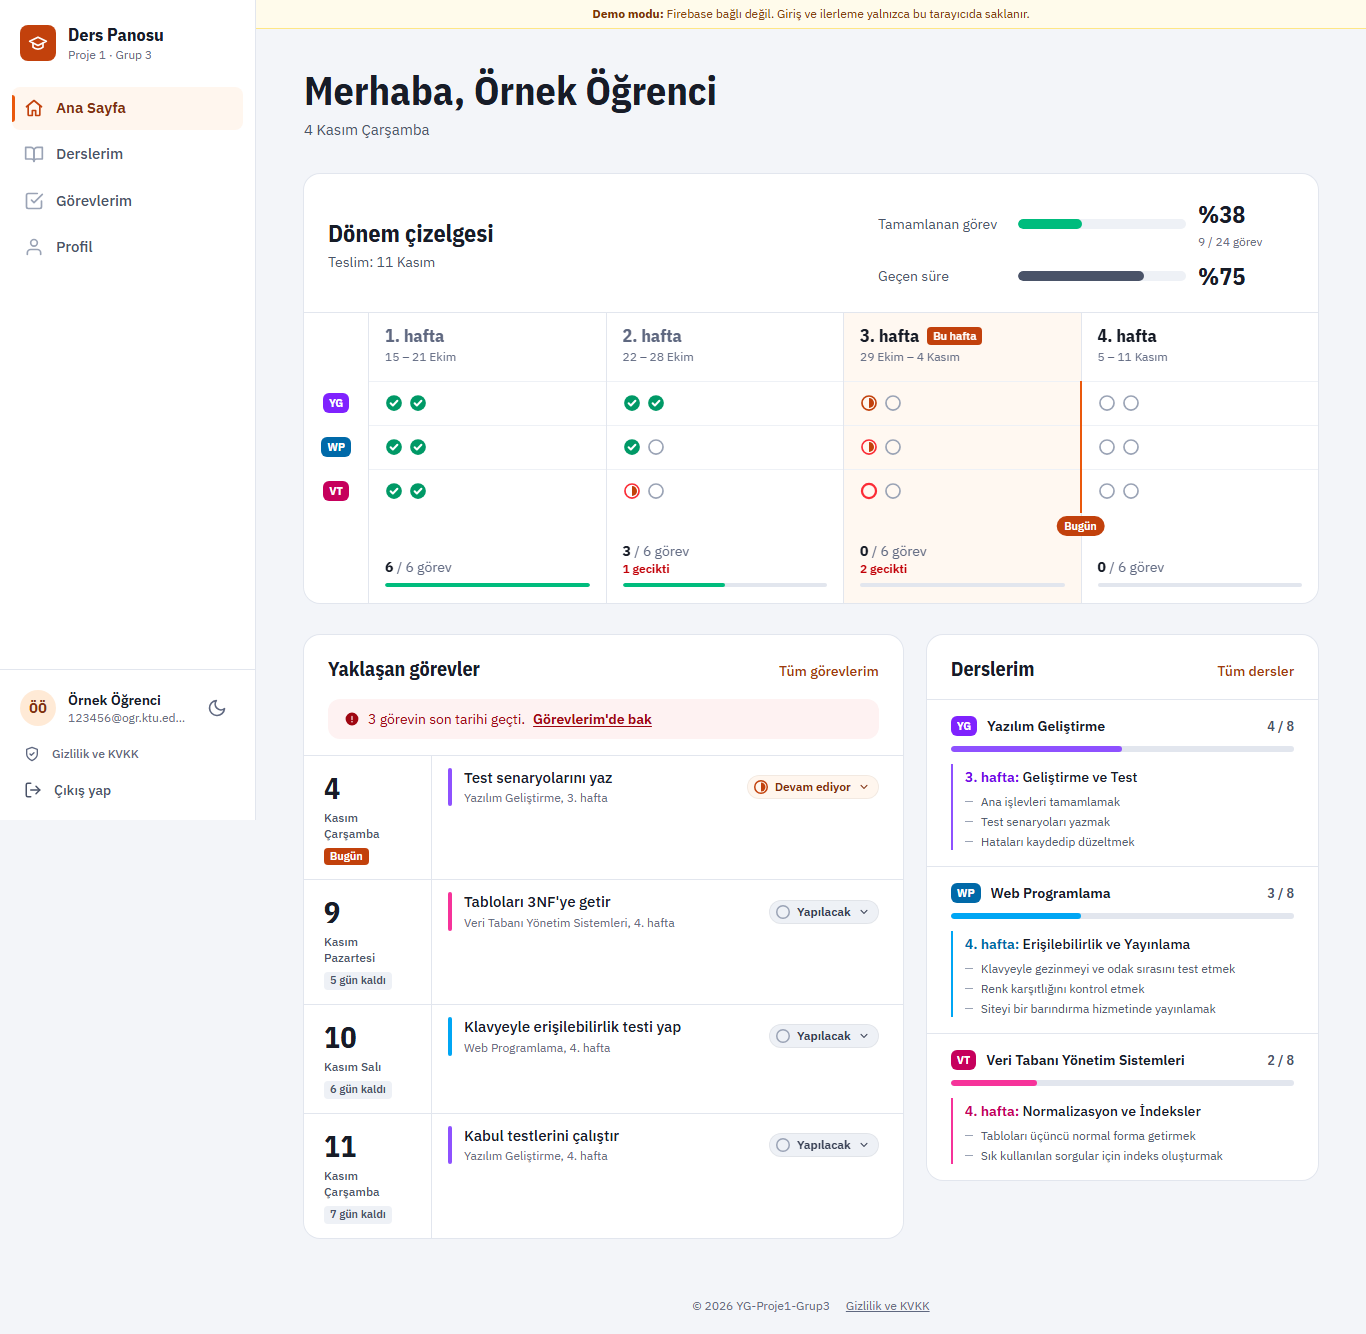 Demo modu: Firebase bağlı değil. Giriş ve ilerleme yalnızca bu tarayıcıda saklanır.
Ders Panosu
Proje 1 · Grup 3
Ana Sayfa
Derslerim
Görevlerim
Profil
ÖÖ
Örnek Öğrenci
123456@ogr.ktu.ed...
Gizlilik ve KVKK
Çıkış yap
Merhaba, Örnek Öğrenci
4 Kasım Çarşamba
Dönem çizelgesi
Teslim: 11 Kasım
Tamamlanan görev
%38
9 / 24 görev
Geçen süre
%75
1. hafta
15 – 21 Ekim
2. hafta
22 – 28 Ekim
3. hafta Bu hafta
29 Ekim – 4 Kasım
4. hafta
5 – 11 Kasım
YG
WP
VT
Bugün
6 / 6 görev
3 / 6 görev
1 gecikti
0 / 6 görev
2 gecikti
0 / 6 görev
Yaklaşan görevler
Tüm görevlerim
3 görevin son tarihi geçti. Görevlerim'de bak
4
Kasım
Çarşamba
Bugün
Test senaryolarını yaz
Yazılım Geliştirme, 3. hafta
Devam ediyor
9
Kasım
Pazartesi
5 gün kaldı
Tabloları 3NF'ye getir
Veri Tabanı Yönetim Sistemleri, 4. hafta
Yapılacak
10
Kasım Salı
6 gün kaldı
Klavyeyle erişilebilirlik testi yap
Web Programlama, 4. hafta
Yapılacak
11
Kasım
Çarşamba
7 gün kaldı
Kabul testlerini çalıştır
Yazılım Geliştirme, 4. hafta
Yapılacak
Derslerim
Tüm dersler
YG Yazılım Geliştirme 4 / 8
3. hafta: Geliştirme ve Test
— Ana işlevleri tamamlamak
— Test senaryoları yazmak
— Hataları kaydedip düzeltmek
WP Web Programlama 3 / 8
4. hafta: Erişilebilirlik ve Yayınlama
— Klavyeyle gezinmeyi ve odak sırasını test etmek
— Renk karşıtlığını kontrol etmek
— Siteyi bir barındırma hizmetinde yayınlamak
VT Veri Tabanı Yönetim Sistemleri 2 / 8
4. hafta: Normalizasyon ve İndeksler
— Tabloları üçüncü normal forma getirmek
— Sık kullanılan sorgular için indeks oluşturmak
© 2026 YG-Proje1-Grup3 Gizlilik ve KVKK